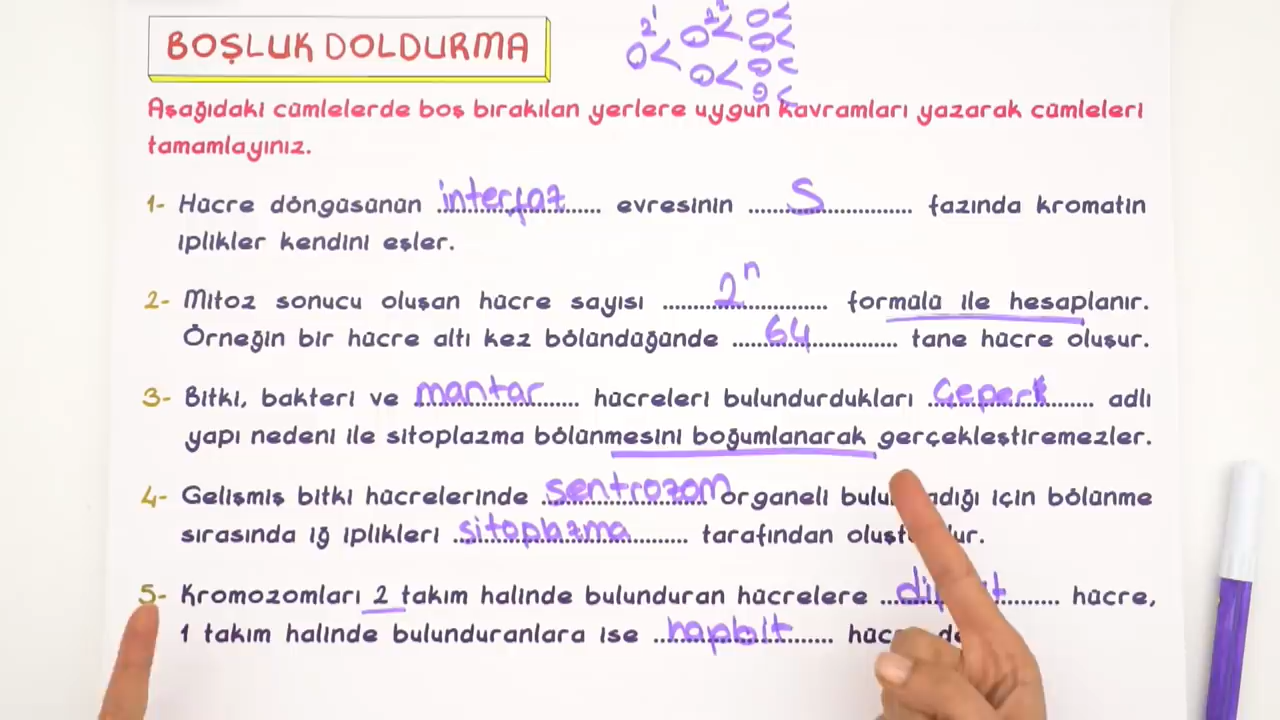 BOŞLUK DOLDURMA
2¹ 2²
Aşağıdaki cümlelerde boş bırakılan yerlere uygun kavramları yazarak cümleleri
tamamlayınız.
1- Hücre döngüsünün interfaz evresinin S fazında kromatin
iplikler kendini eşler.
2- Mitoz sonucu oluşan hücre sayısı 2ⁿ formülü ile hesaplanır.
Örneğin bir hücre altı kez bölündüğünde 64 tane hücre oluşur.
3- Bitki, bakteri ve mantar hücreleri bulundurdukları çeper adlı
yapı nedeni ile sitoplazma bölünmesini boğumlanarak gerçekleştiremezler.
4- Gelişmiş bitki hücrelerinde sentrozom organeli için bölünme
sırasında iğ iplikleri sitoplazma tarafından
5- Kromozomları 2 takım halinde bulunduran hücrelere hücre,
1 takım halinde bulunduranlara ise haploit